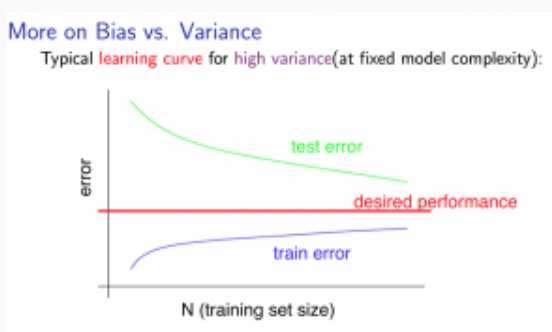 More on Bias vs. Variance
Typical learning curve for high variance(at fixed model complexity):
test error
error
desired performance
train error
N (training set size)